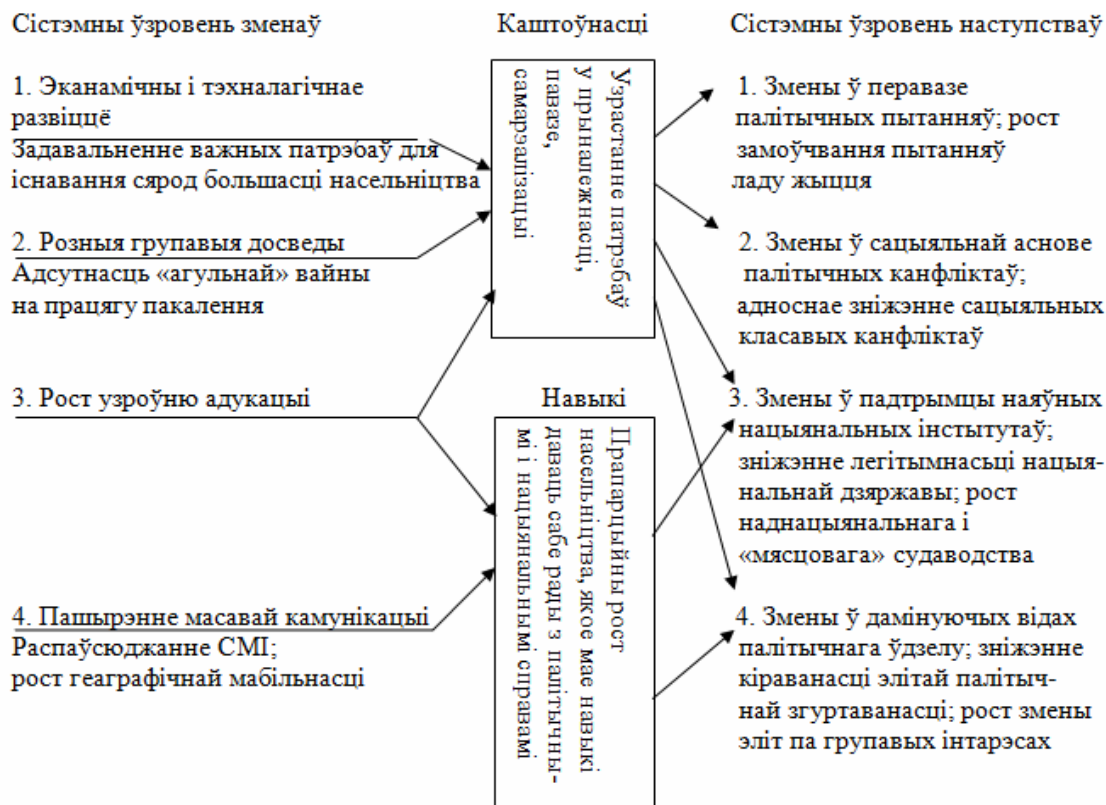 Сістэмны ўзровень зменаў
1. Эканамічны і тэхналагічнае
развіццё
Задавальненне важных патрэбаў для
існавання сярод большасці насельніцтва
2. Розныя групавыя досведы
Адсутнасць «агульнай» вайны
на працягу пакалення
3. Рост узроўню адукацыі
4. Пашырэнне масавай камунікацыі
Распаўсюджанне СМІ;
рост геаграфічнай мабільнасці
Каштоўнасці
Узрастанне патрэбаў
у прыналежнасці,
павазе,
самарэалізацыі
Навыкі
Прапарцыйны рост
насельніцтва, якое мае навыкі
даваць сабе рады з палітычны-
мі і нацыянальнымі справамі
Сістэмны ўзровень наступстваў
1. Змены ў перавазе
палітычных пытанняў; рост
замоўчвання пытанняў
ладу жыцця
2. Змены ў сацыяльнай аснове
палітычных канфліктаў;
адноснае зніжэнне сацыяльных
класавых канфліктаў
3. Змены ў падтрымцы наяўных
нацыянальных інстытутаў;
зніжэнне легітымнасьці нацыя-
нальнай дзяржавы; рост
наднацыянальнага і
«мясцовага» судаводства
4. Змены ў дамінуючых відах
палітычнага ўдзелу; зніжэнне
кіраванасці элітай палітыч-
най згуртаванасці; рост змены
эліт па групавых інтарэсах